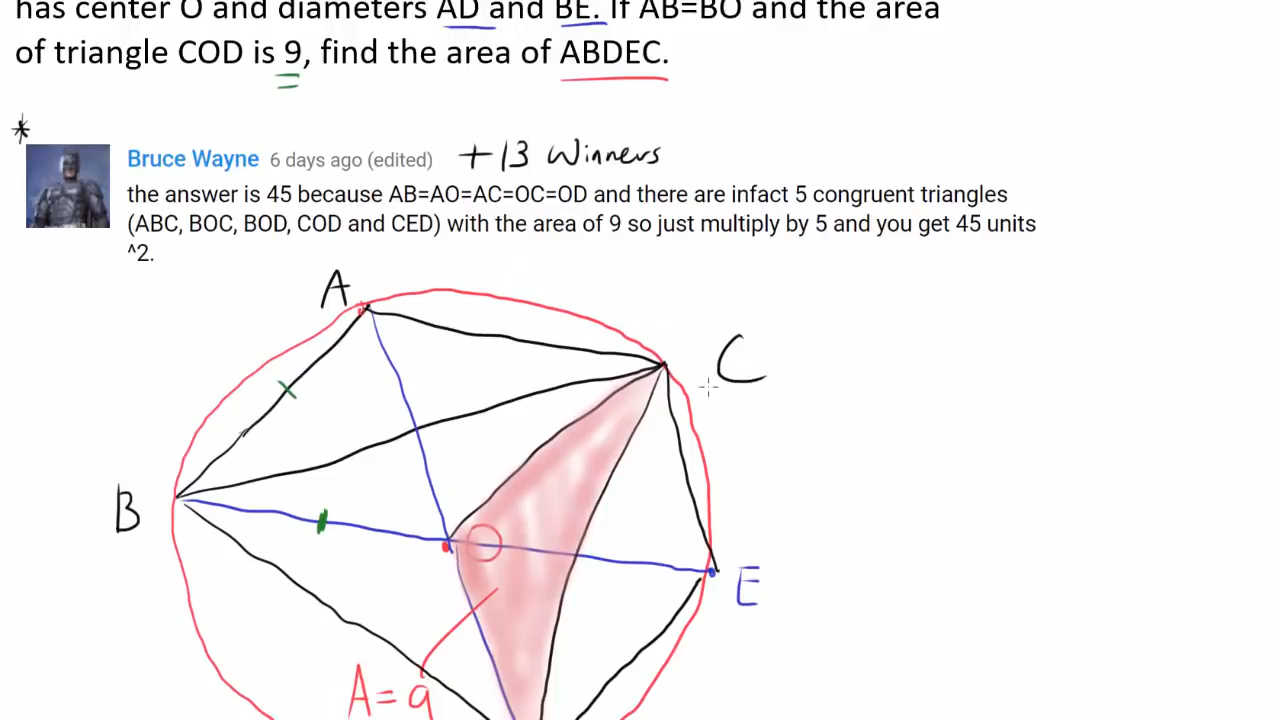 has center O and diameters AD and BE. If AB=BO and the area
of triangle COD is 9, find the area of ABDEC.
*
Bruce Wayne 6 days ago (edited) +13 Winners
the answer is 45 because AB=AO=AC=OC=OD and there are infact 5 congruent triangles
(ABC, BOC, BOD, COD and CED) with the area of 9 so just multiply by 5 and you get 45 units
^2.
A
C
B
O
E
A=9